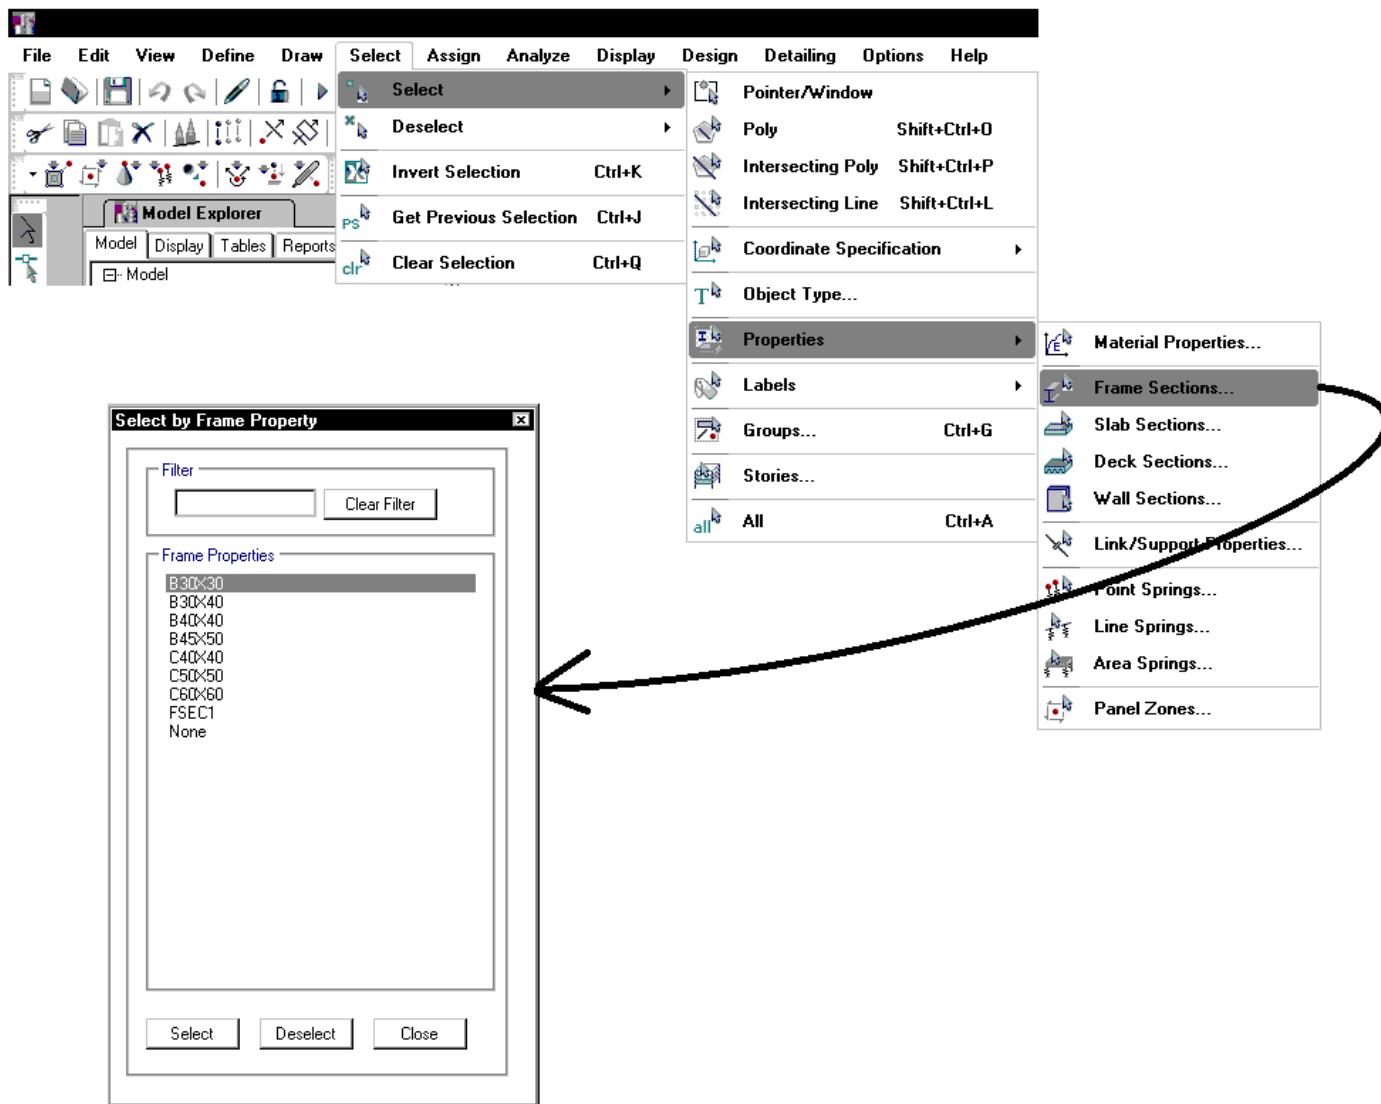 File Edit View Define Draw Select Assign Analyze Display Design Detailing Options Help
Select
Deselect
Invert Selection Ctrl+K
Get Previous Selection Ctrl+J
Clear Selection Ctrl+Q
PS
clr
Model Explorer
Model Display Tables Reports
Model
Pointer/Window
Poly Shift+Ctrl+O
Intersecting Poly Shift+Ctrl+P
Intersecting Line Shift+Ctrl+L
Coordinate Specification
T Object Type...
Properties
Labels
Groups... Ctrl+G
Stories...
all All Ctrl+A
E Material Properties...
Frame Sections...
Slab Sections...
Deck Sections...
Wall Sections...
Link/Support Properties...
Point Springs...
Line Springs...
Area Springs...
Panel Zones...
Select by Frame Property
Filter
Clear Filter
Frame Properties
B30X30
B30X40
B40X40
B45X50
C40X40
C50X50
C60X60
FSEC1
None
Select Deselect Close